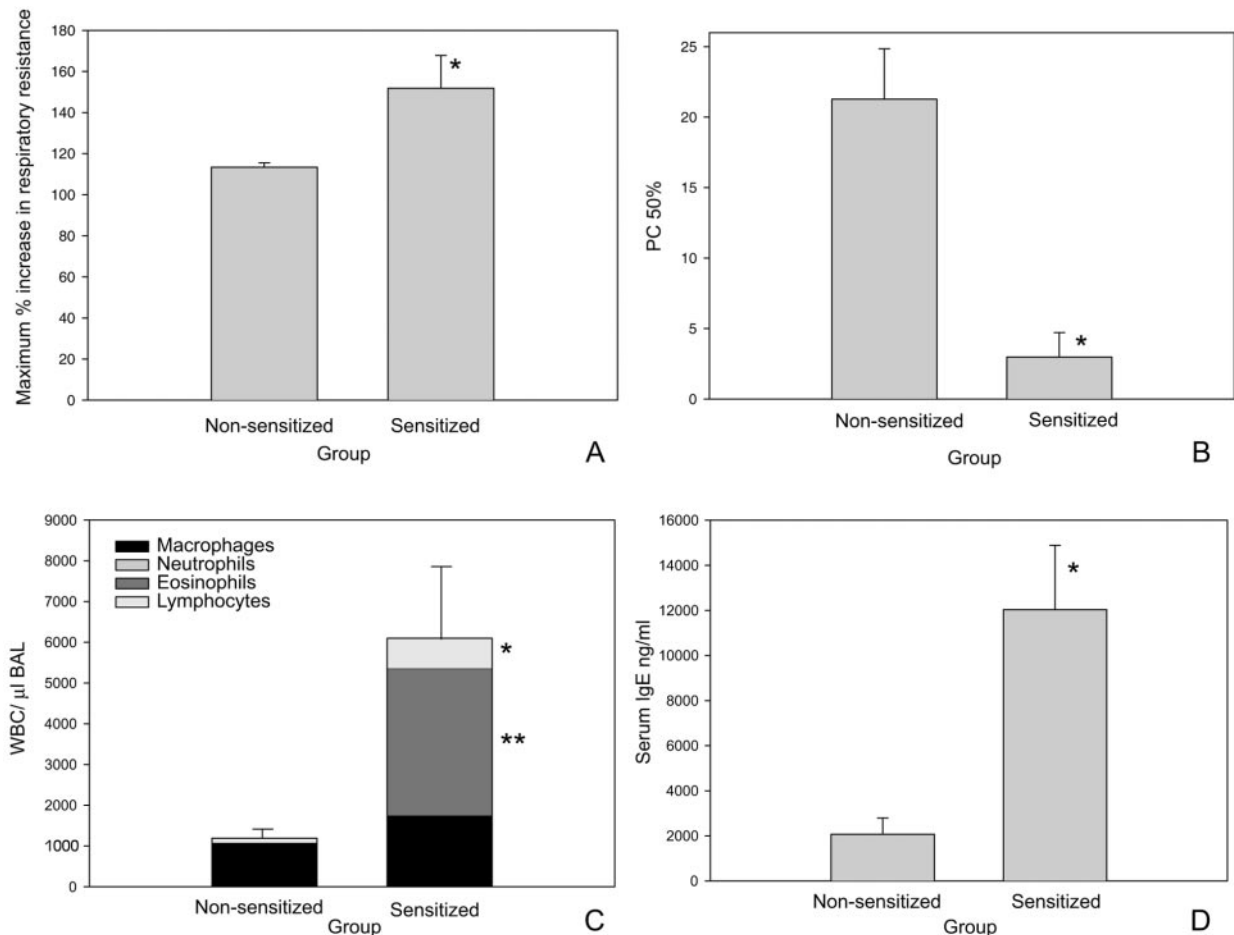 Maximum % increase in respiratory resistance
180
160
140
120
100
80
60
40
20
0
*
Non-sensitized
Sensitized
Group
A
PC 50%
25
20
15
10
5
0
*
Non-sensitized
Sensitized
Group
B
WBC/ μl BAL
9000
8000
7000
6000
5000
4000
3000
2000
1000
0
Macrophages
Neutrophils
Eosinophils
Lymphocytes
*
**
Non-sensitized
Sensitized
Group
C
Serum IgE ng/ml
16000
14000
12000
10000
8000
6000
4000
2000
0
*
Non-sensitized
Sensitized
Group
D